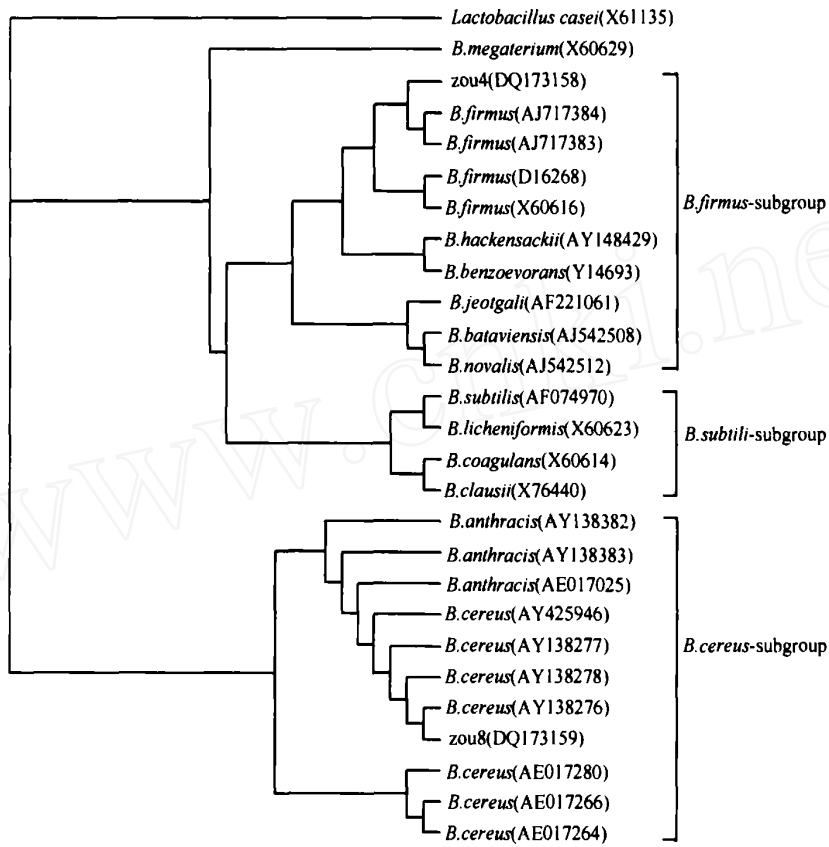 Lactobacillus casei(X61135)
B.megaterium(X60629)
zou4(DQ173158)
B.firmus(AJ717384)
B.firmus(AJ717383)
B.firmus(D16268)
B.firmus(X60616)
B.hackensackii(AY148429)
B.benzoevorans(Y14693)
B.jeotgali(AF221061)
B.bataviensis(AJ542508)
B.novalis(AJ542512)
B.firmus-subgroup
B.subtilis(AF074970)
B.licheniformis(X60623)
B.coagulans(X60614)
B.clausii(X76440)
B.subtili-subgroup
B.anthracis(AY138382)
B.anthracis(AY138383)
B.anthracis(AE017025)
B.cereus(AY425946)
B.cereus(AY138277)
B.cereus(AY138278)
B.cereus(AY138276)
zou8(DQ173159)
B.cereus(AE017280)
B.cereus(AE017266)
B.cereus(AE017264)
B.cereus-subgroup
www.cnki.ne